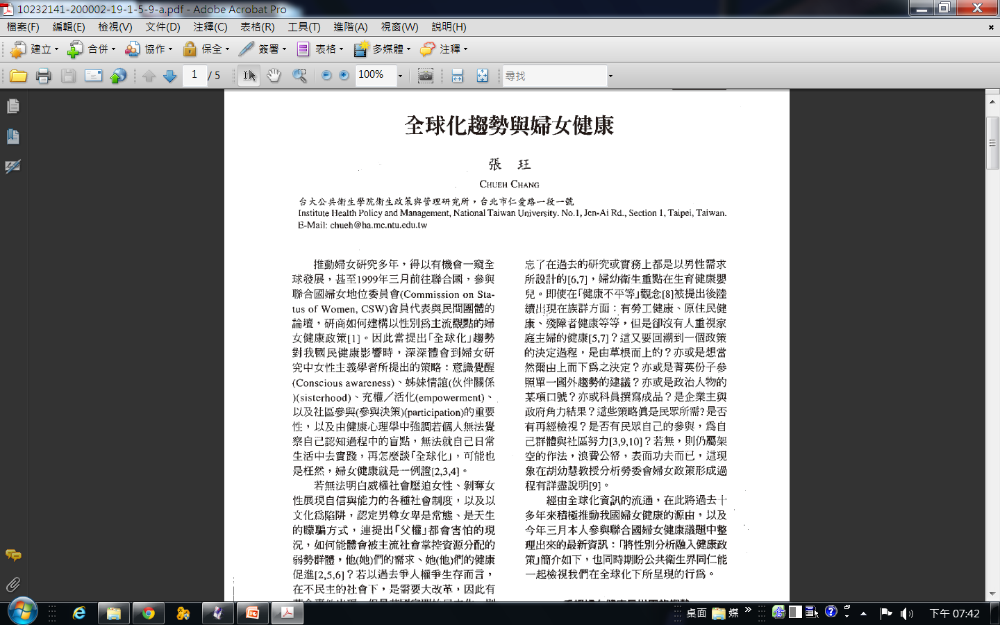 10232141-200002-19-1-5-9-a.pdf - Adobe Acrobat Pro
檔案(F) 編輯(E) 檢視(V) 文件(D) 注釋(C) 表格(R) 工具(T) 進階(A) 視窗(W) 說明(H)
建立 合併 協作 保全 簽署 表格 多媒體 注釋
1 / 5 100% 尋找
全球化趨勢與婦女健康
張 玨
CHUEH CHANG
台大公共衛生學院衛生政策與管理研究所，台北市仁愛路一段一號
Institute Health Policy and Management, National Taiwan University. No.1, Jen-Ai Rd., Section 1, Taipei, Taiwan.
E-Mail: chueh@ha.mc.ntu.edu.tw
推動婦女研究多年，得以有機會一窺全
球發展，甚至1999年三月前往聯合國，參與
聯合國婦女地位委員會(Commission on Sta-
tus of Women, CSW)會員代表與民間團體的
論壇，研商如何建構以性別為主流觀點的婦
女健康政策[1]。因此當提出「全球化」趨勢
對我國民健康影響時，深深體會到婦女研
究中女性主義學者所提出的策略：意識覺醒
(Conscious awareness)、姊妹情誼(伙伴關係
)(sisterhood)、充權／活化(empowerment)、
以及社區參與(參與決策)(participation)的重要
性，以及由健康心理學中強調若個人無法覺
察自己認知過程中的盲點，無法就自己日常
生活中去實踐，再怎麼談「全球化」，可能也
是枉然，婦女健康就是一例證[2,3,4]。
若無法明白威權社會壓迫女性、剝奪女
性展現自信與能力的各種社會制度，以及以
文化為陷阱，認定男尊女卑是常態、是天生
的矇騙方式，連提出「父權」都會害怕的現
況，如何能體會被主流社會掌控資源分配的
弱勢群體，他(她)們的需求、她(他)們的健康
促進[2,5,6]？若以過去爭人權爭生存而言，
在不民主的社會下，是需要大改革，因此有
忘了在過去的研究或實務上都是以男性需求
所設計的[6,7]，婦幼衛生重點在生育健康嬰
兒。即使在「健康不平等」觀念[8]被提出後陸
續出現在族群方面：有勞工健康、原住民健
康、殘障者健康等等，但是卻沒有人重視家
庭主婦的健康[5,7]？這又要回溯到一個政策
的決定過程，是由草根而上的？亦或是想當
然爾由上而下為之決定？亦或是菁英份子參
照單一國外趨勢的建議？亦或是政治人物的
某項口號？亦或科員撰寫成品？是企業主與
政府角力結果？這些策略真是民眾所需?是否
有再經檢視？是否有民眾自己的參與，為自
己群體與社區努力[3,9,10]？若無，則仍屬架
空的作法，浪費公帑，表面功夫而已，這現
象在胡幼慧教授分析勞委會婦女政策形成過
程有詳盡說明[9]。
經由全球化資訊的流通，在此將過去十
多年來積極推動我國婦女健康的源由，以及
今年三月本人參與聯合國婦女健康議題中整
理出來的最新資訊：「將性別分析融入健康政
策」簡介如下，也同時期盼公共衛生界同仁能
一起檢視我們在全球化下所呈現的行為。
桌面 媒 » 下午 07:42